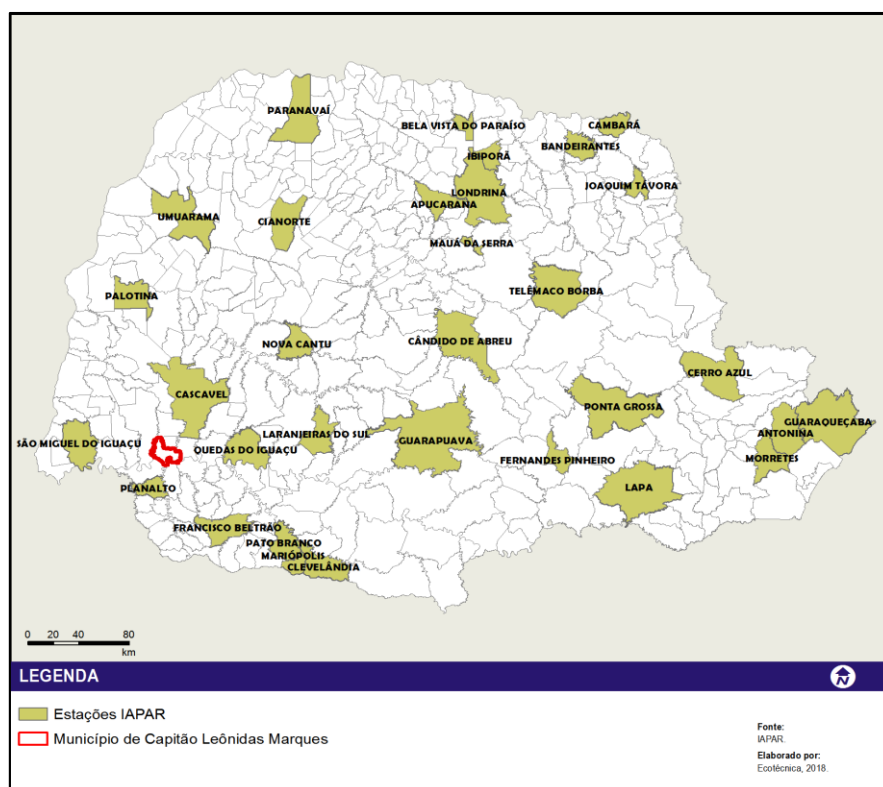 PARANAVAÍ
BELA VISTA DO PARAÍSO
CAMBARÁ
BANDEIRANTES
IBIPORÃ
JOAQUIM TÁVORA
LONDRINA
APUCARANA
UMUARAMA
CIANORTE
MAUÁ DA SERRA
TELÊMACO BORBA
PALOTINA
NOVA CANTU
CÂNDIDO DE ABREU
CERRO AZUL
CASCAVEL
PONTA GROSSA
GUARAQUEÇABA
LARANJEIRAS DO SUL
ANTONINA
SÃO MIGUEL DO IGUAÇU
QUEDAS DO IGUAÇU
GUARAPUAVA
FERNANDES PINHEIRO
MORRETES
PLANALTO
LAPA
FRANCISCO BELTRÃO
PATO BRANCO
MARIÓPOLIS
CLEVELÂNDIA
0 20 40 80
km
LEGENDA
N
Estações IAPAR
Município de Capitão Leônidas Marques
Fonte:
IAPAR.
Elaborado por:
Ecotécnica, 2018.